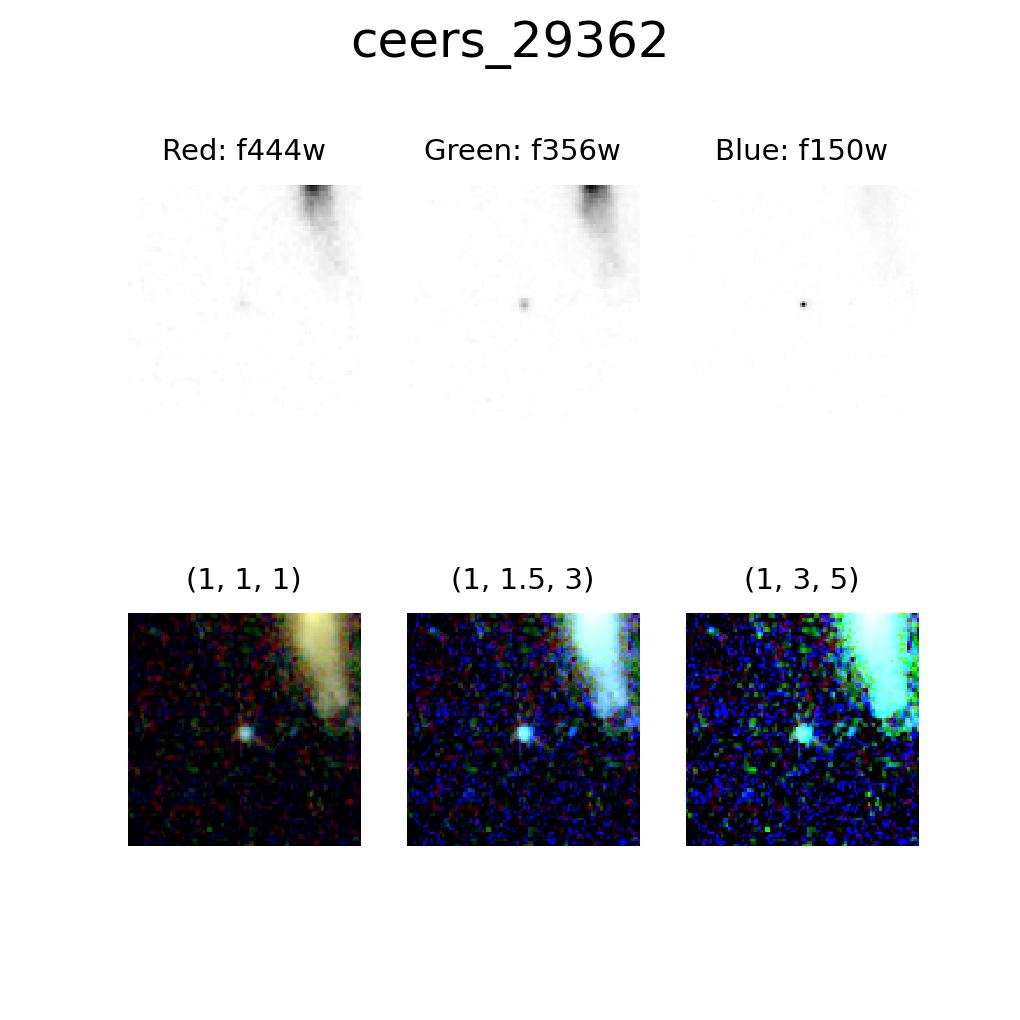 ceers_29362
Red: f444w
Green: f356w
Blue: f150w
(1, 1, 1)
(1, 1.5, 3)
(1, 3, 5)